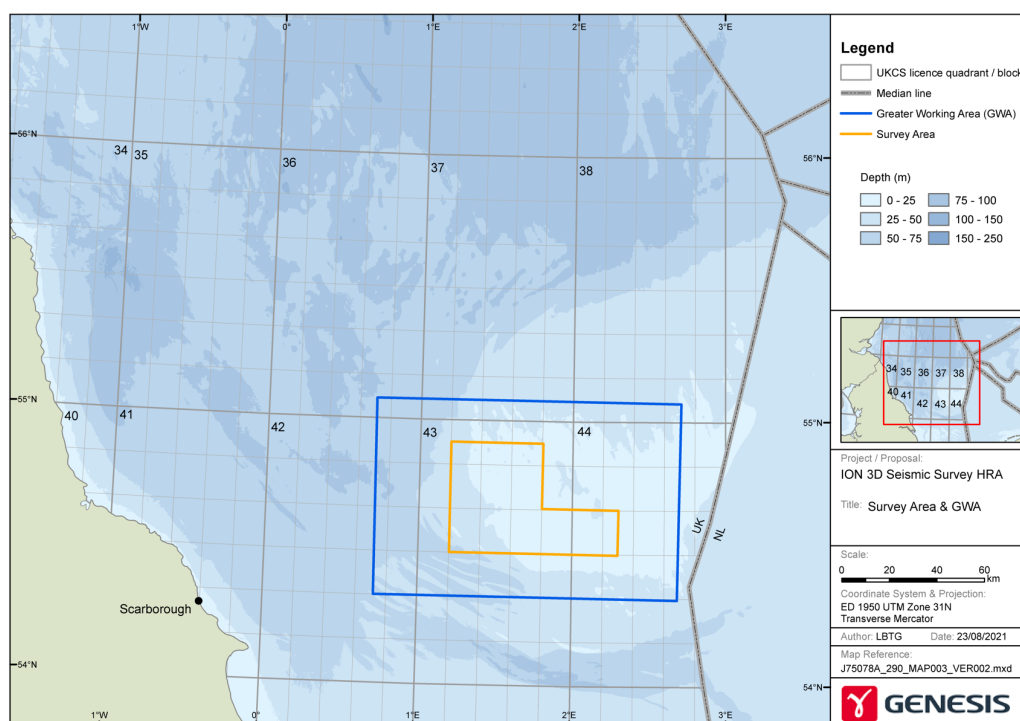 1°W 0° 1°E 2°E 3°E
56°N
56°N
34 35 36 37 38
55°N
55°N
40 41 42 43 44
UK NL
Scarborough
54°N
54°N
1°W 0° 1°E 2°E 3°E
Legend
UKCS licence quadrant / block
Median line
Greater Working Area (GWA)
Survey Area
Depth (m)
0 - 25 75 - 100
25 - 50 100 - 150
50 - 75 150 - 250
34 35 36 37 38
40 41 42 43 44
Project / Proposal:
ION 3D Seismic Survey HRA
Title: Survey Area & GWA
Scale:
0 20 40 60
km
Coordinate System & Projection:
ED 1950 UTM Zone 31N
Transverse Mercator
Author: LBTG Date: 23/08/2021
Map Reference:
J75078A_290_MAP003_VER002.mxd
GENESIS